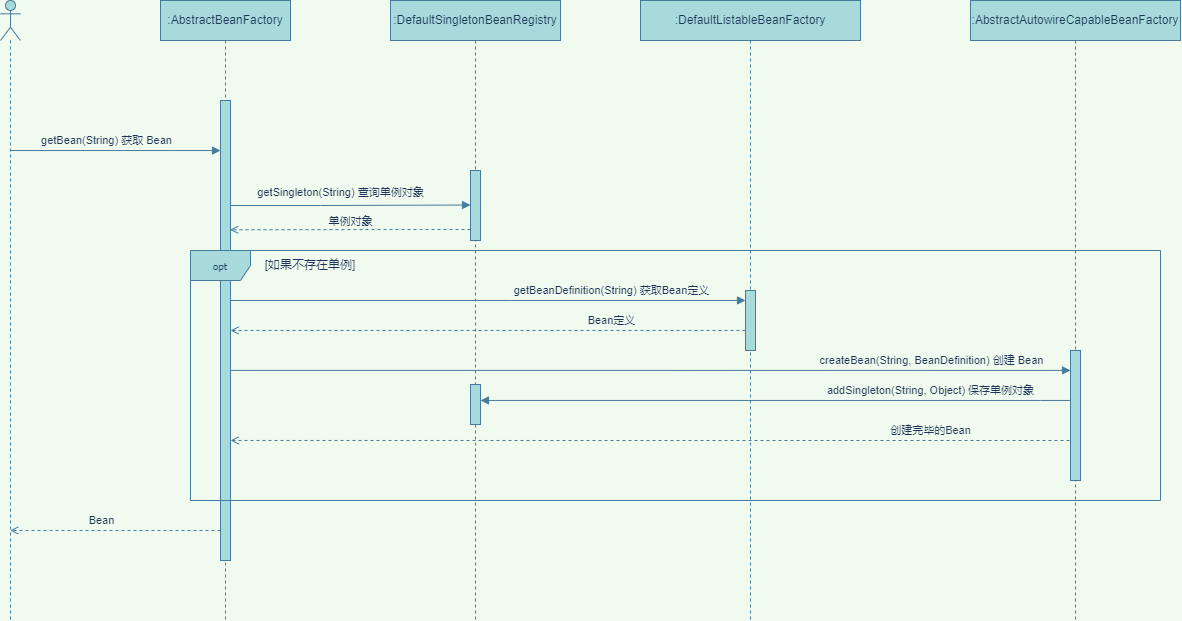 :AbstractBeanFactory
:DefaultSingletonBeanRegistry
:DefaultListableBeanFactory
:AbstractAutowireCapableBeanFactory
getBean(String) 获取 Bean
getSingleton(String) 查询单例对象
单例对象
opt
[如果不存在单例]
getBeanDefinition(String) 获取Bean定义
Bean定义
createBean(String, BeanDefinition) 创建 Bean
addSingleton(String, Object) 保存单例对象
创建完毕的Bean
Bean